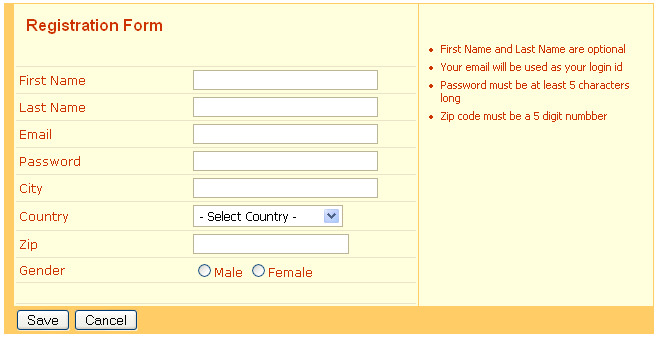 Registration Form
First Name
Last Name
Email
Password
City
Country - Select Country -
Zip
Gender Male Female
Save Cancel
First Name and Last Name are optional
Your email will be used as your login id
Password must be at least 5 characters
long
Zip code must be a 5 digit numbber